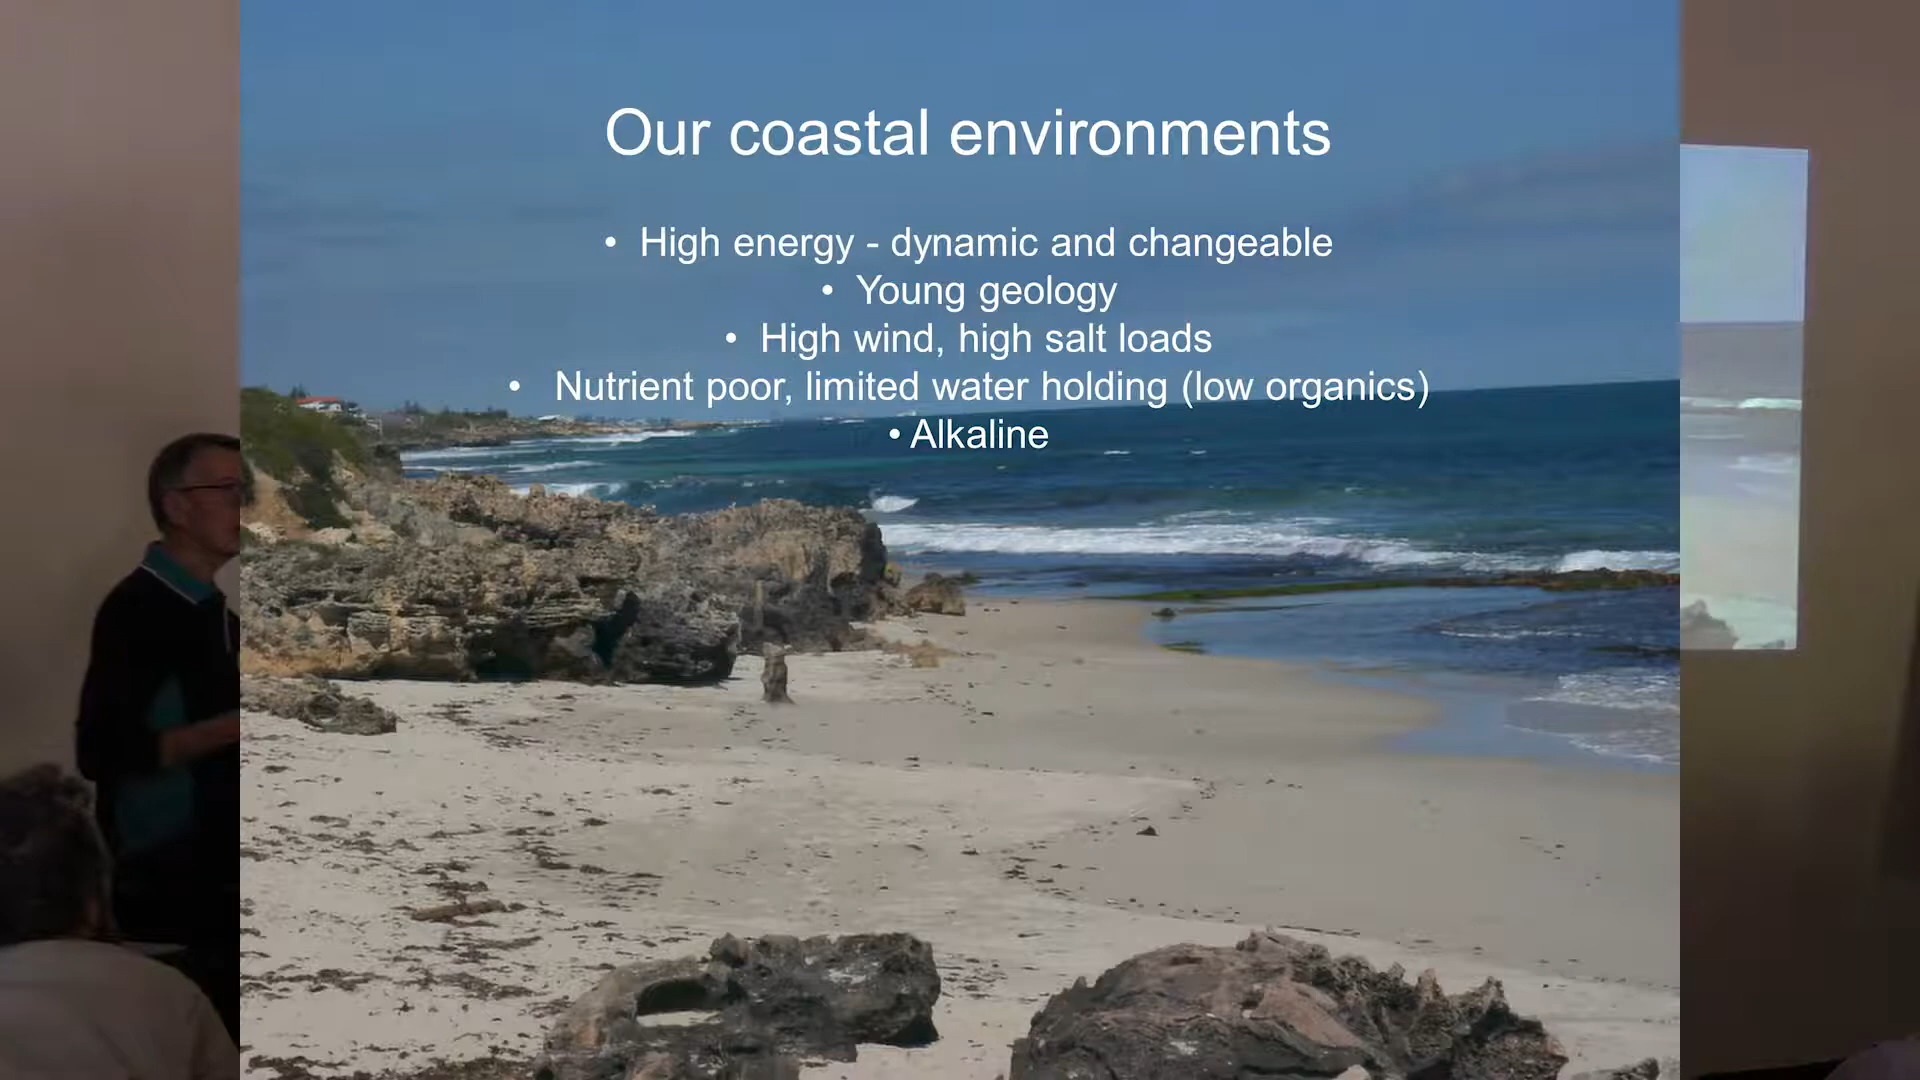 Our coastal environments
• High energy - dynamic and changeable
• Young geology
• High wind, high salt loads
• Nutrient poor, limited water holding (low organics)
• Alkaline